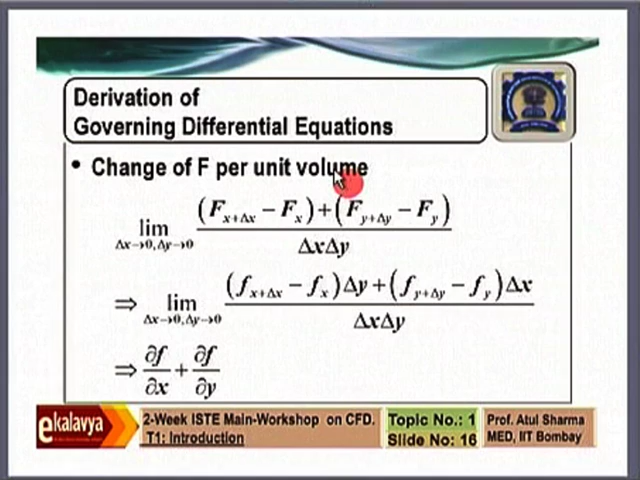 Derivation of
Governing Differential Equations
• Change of F per unit volume
lim Δx→0, Δy→0 ((F_{x+Δx} − F_x) + (F_{y+Δy} − F_y)) / ΔxΔy
⇒ lim Δx→0, Δy→0 ((f_{x+Δx} − f_x)Δy + (f_{y+Δy} − f_y)Δx) / ΔxΔy
⇒ ∂f/∂x + ∂f/∂y
ekalavya
2-Week ISTE Main-Workshop on CFD.
T1: Introduction
Topic No.: 1
Slide No: 16
Prof. Atul Sharma
MED, IIT Bombay